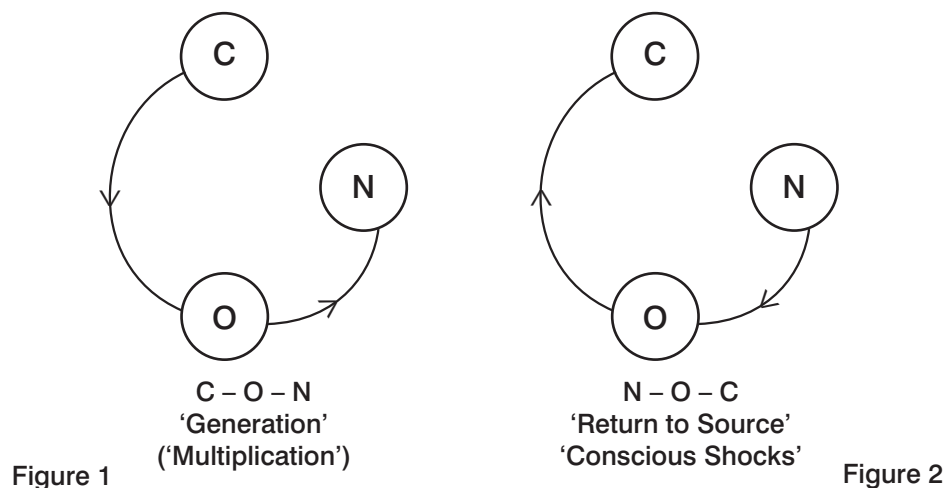 C
N
O
C – O – N
‘Generation’
(‘Multiplication’)
Figure 1
C
N
O
N – O – C
‘Return to Source’
‘Conscious Shocks’
Figure 2